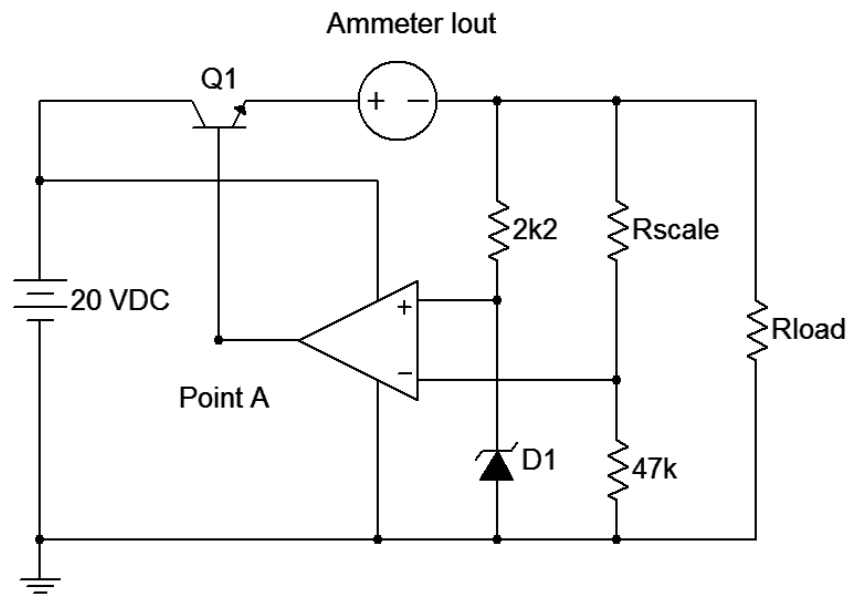 Ammeter Iout
Q1
+ −
2k2
Rscale
20 VDC
+
Rload
−
Point A
D1
47k